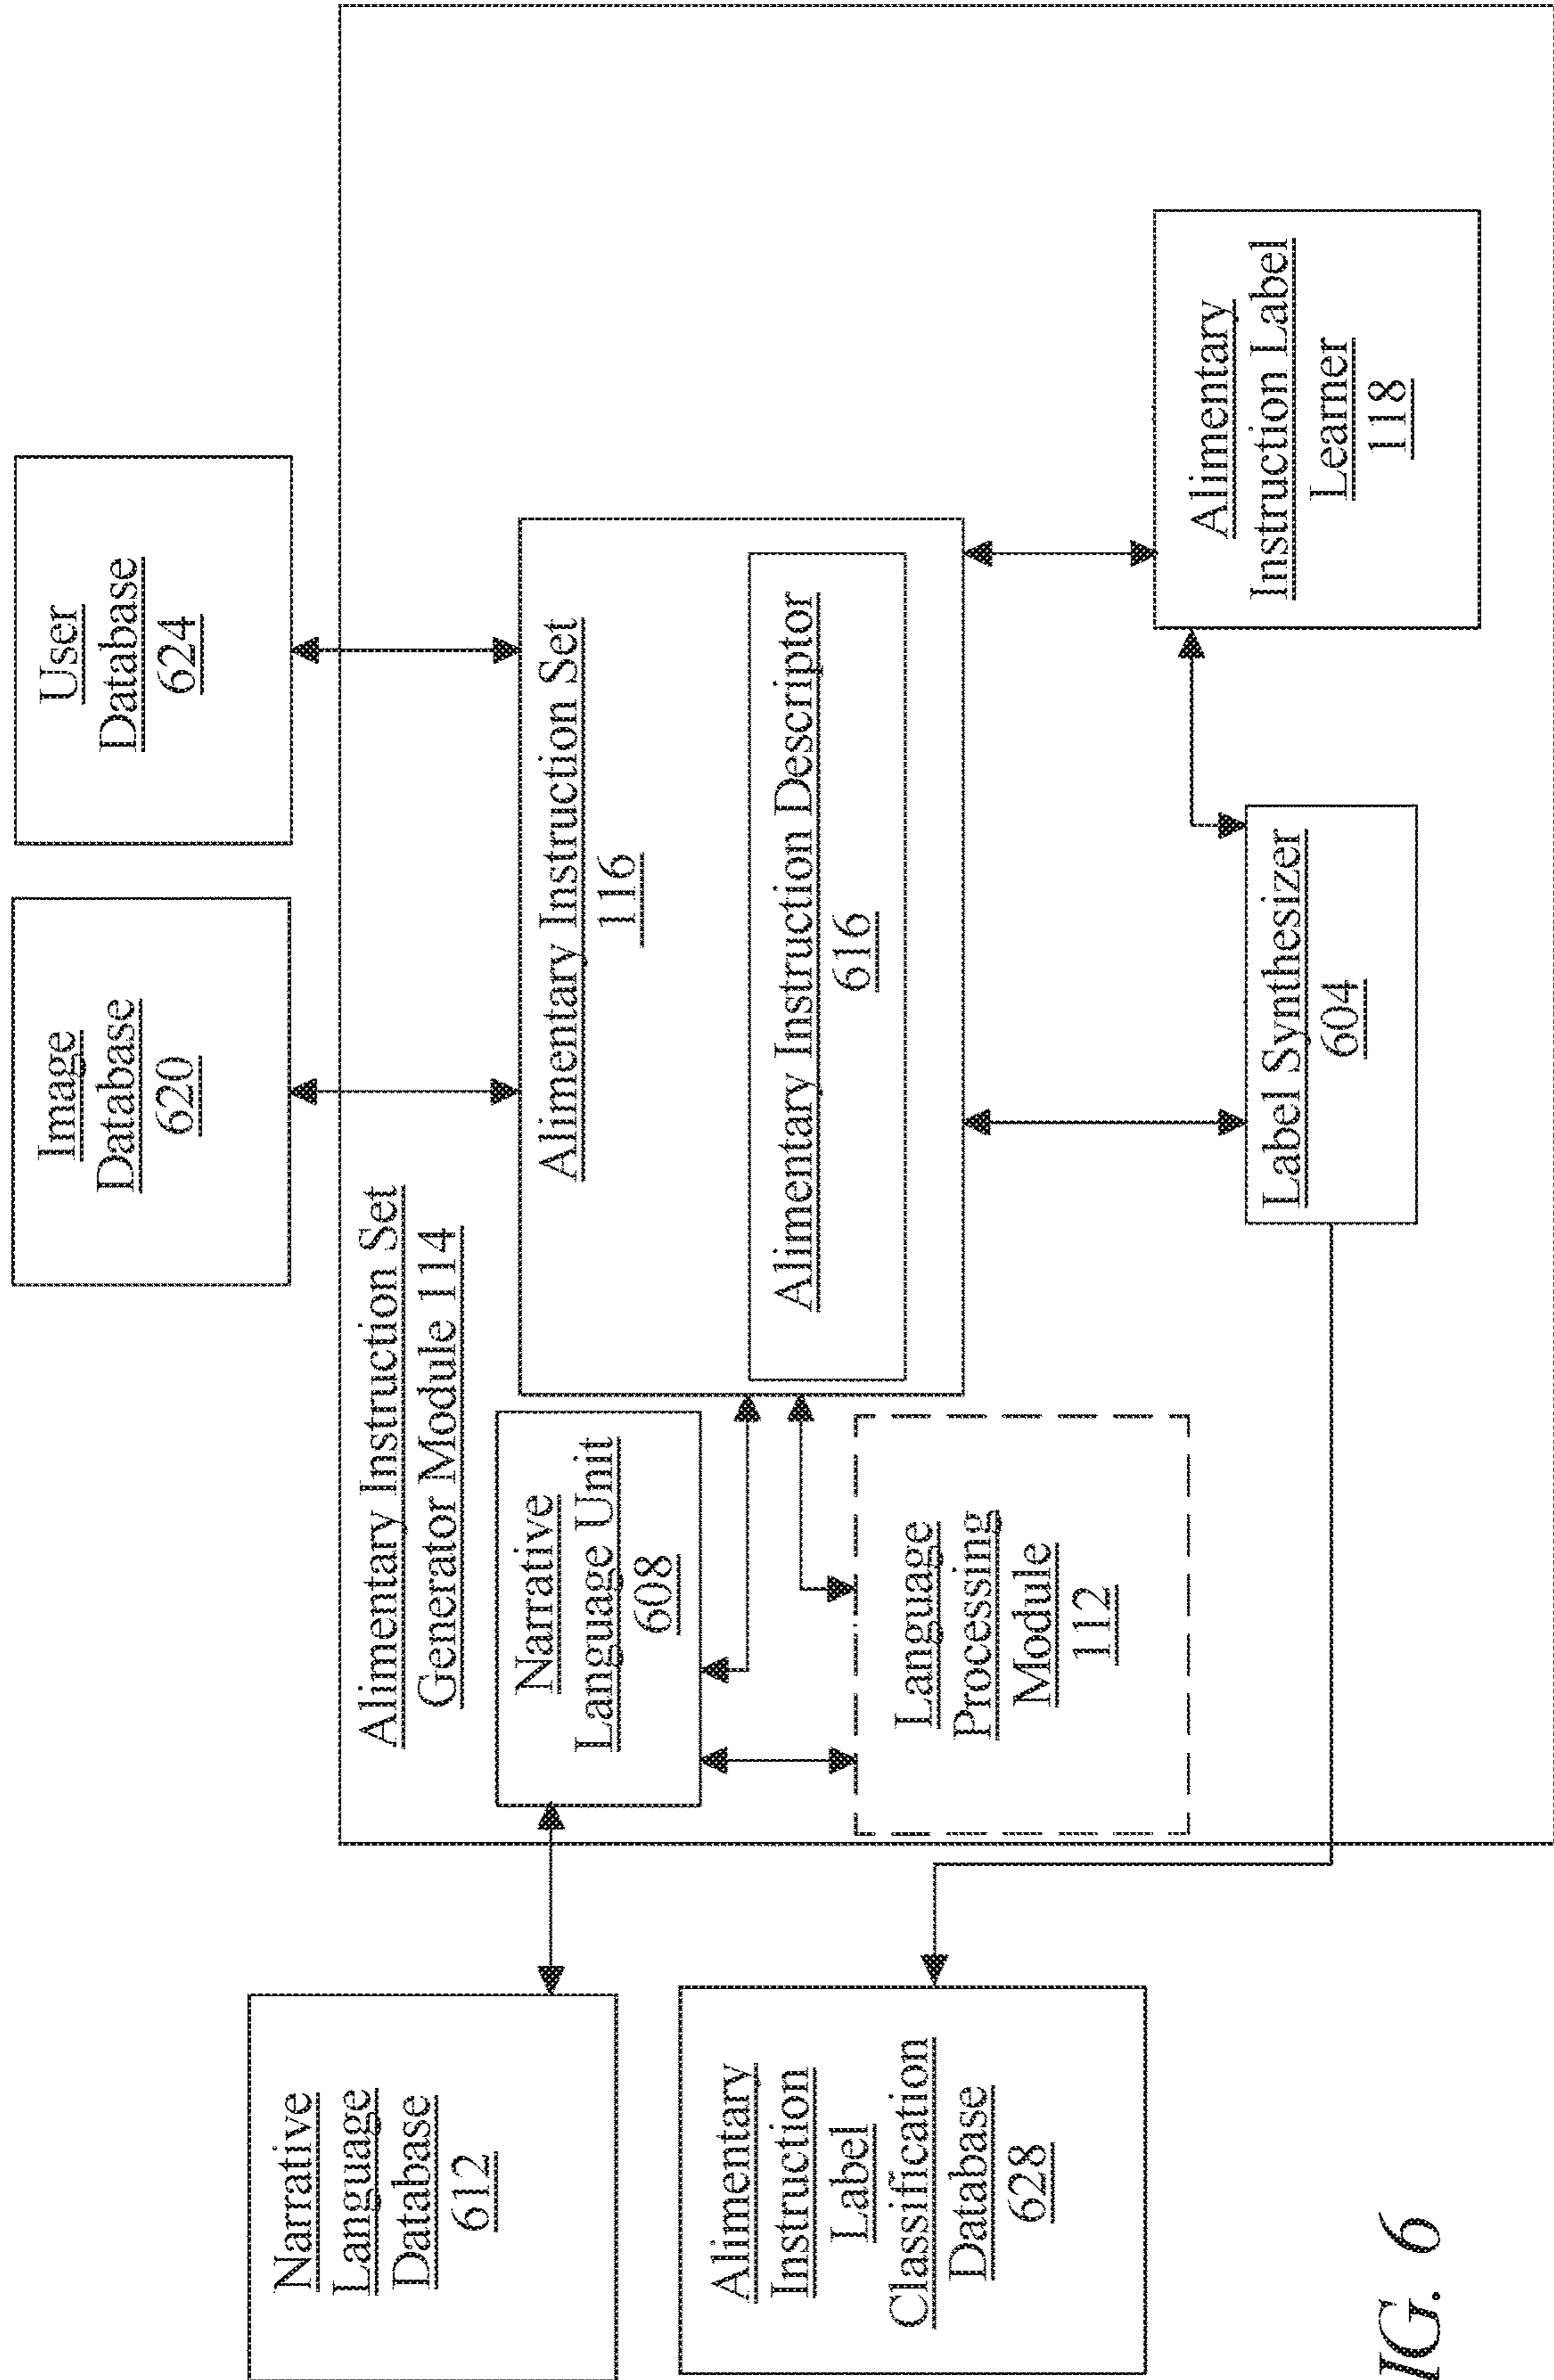 Narrative
Language
Database
612
Alimentary
Instruction
Label
Classification
Database
628
Alimentary Instruction Set
Generator Module 114
Narrative
Language Unit
608
Language
Processing
Module
112
Image
Database
620
User
Database
624
Alimentary Instruction Set
116
Alimentary Instruction Descriptor
616
Label Synthesizer
604
Alimentary
Instruction Label
Learner
118
IG. 6